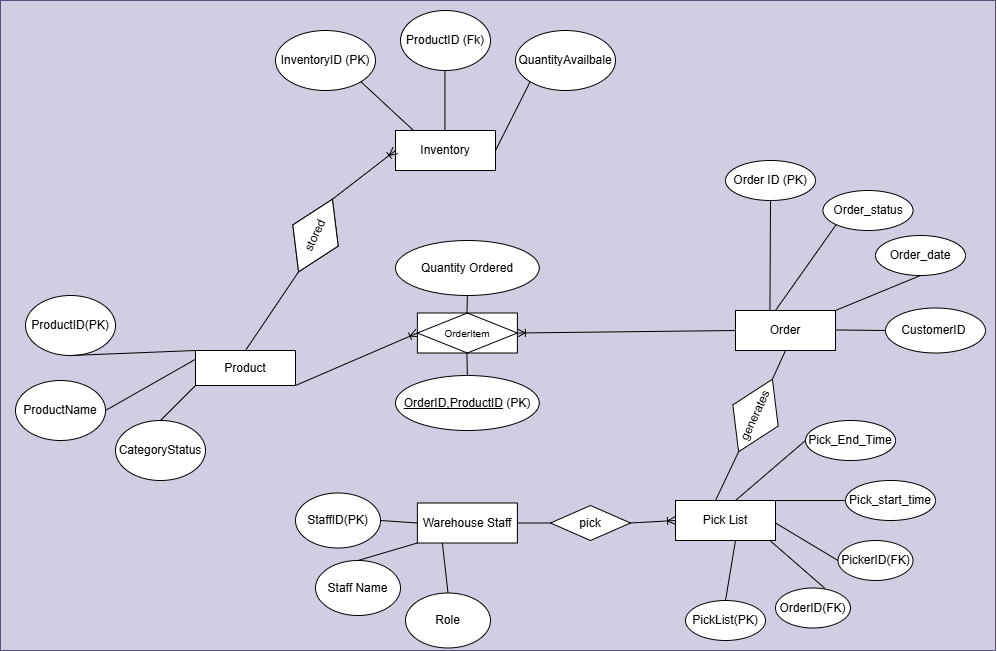 InventoryID (PK)
ProductID (Fk)
QuantityAvailbale
Inventory
Order ID (PK)
Order_status
Order_date
stored
Quantity Ordered
ProductID(PK)
OrderItem
Order
CustomerID
Product
ProductName
OrderID,ProductID (PK)
generates
CategoryStatus
Pick_End_Time
Pick_start_time
StaffID(PK)
Warehouse Staff
pick
Pick List
PickerID(FK)
Staff Name
OrderID(FK)
Role
PickList(PK)